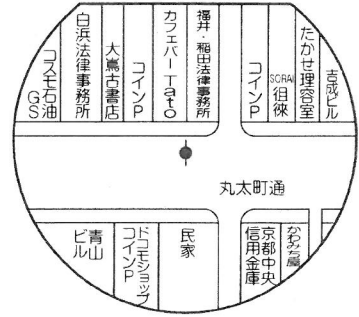 コスモ石油
GS
白浜法律事務所
大蔦古書店
コインP
カフェバーTato
福井・稲田法律事務所
コインP
SORAI
徂徠
たかせ理容室
吉成ビル
丸太町通
青山
ビル
ドコモショップ
コインP
民家
京都中央
信用金庫
かわみち屋